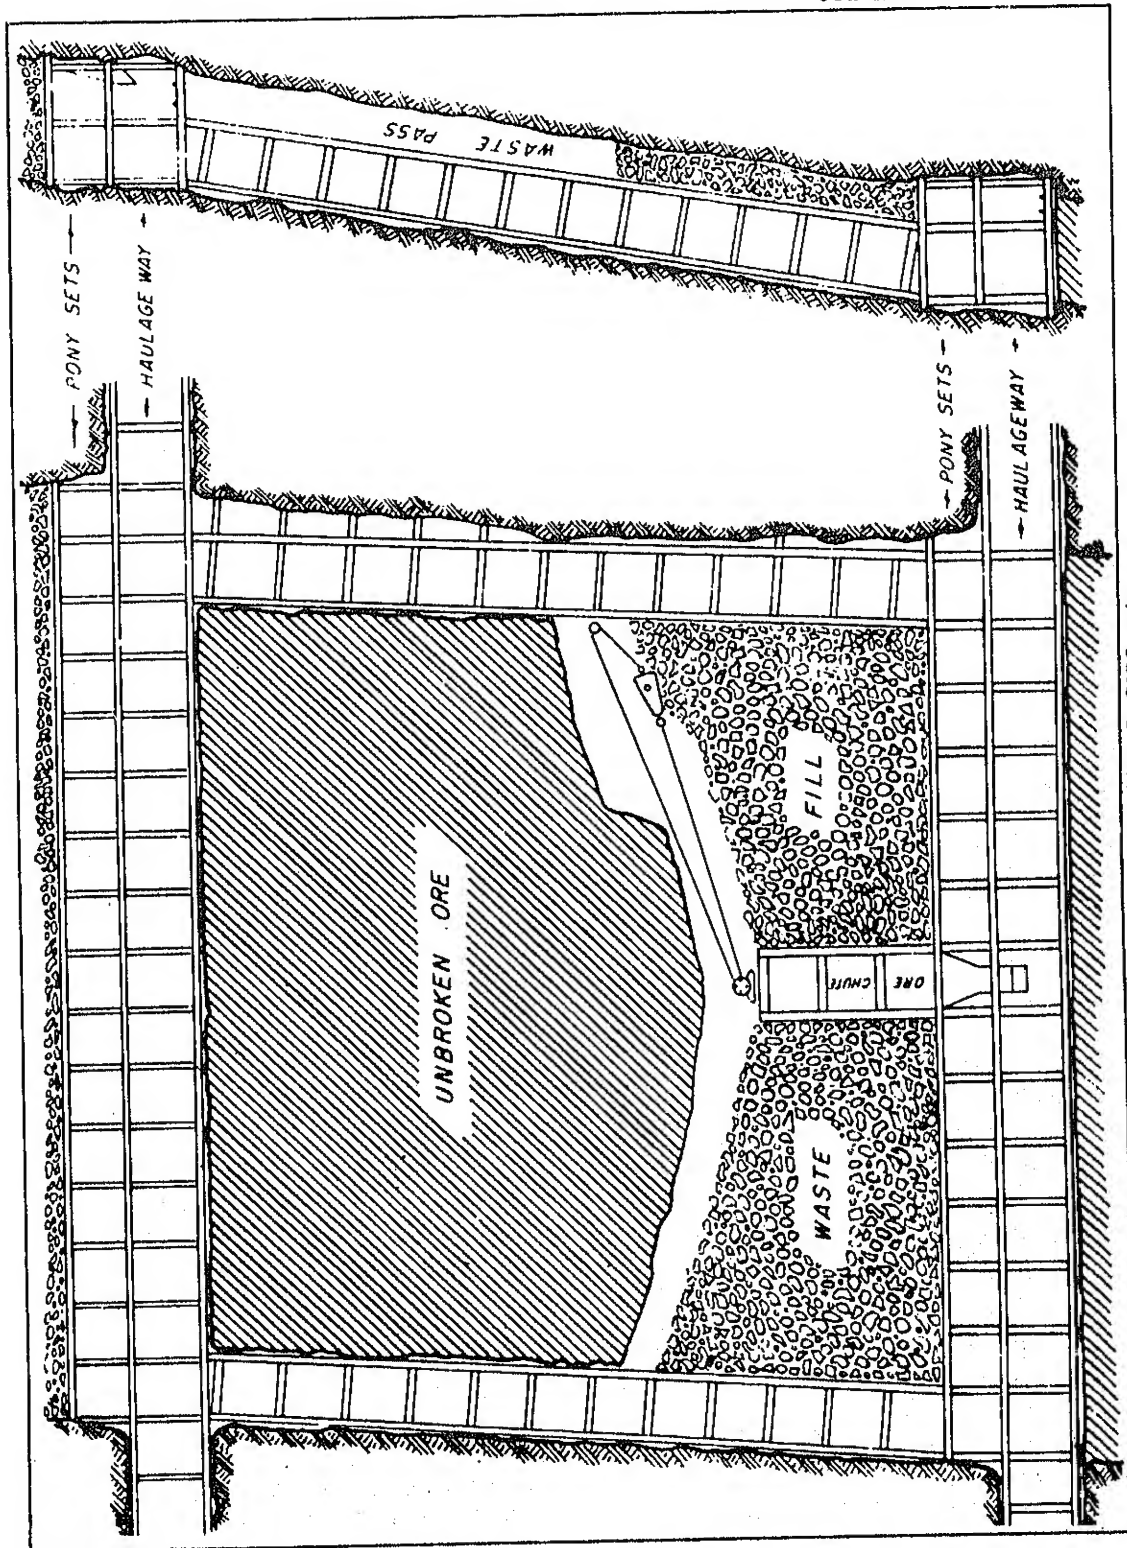 WASTE PASS
PONY SETS
HAULAGE WAY
PONY SETS
HAULAGEWAY
UNBROKEN ORE
FILL
ORE
CHUTE
WASTE